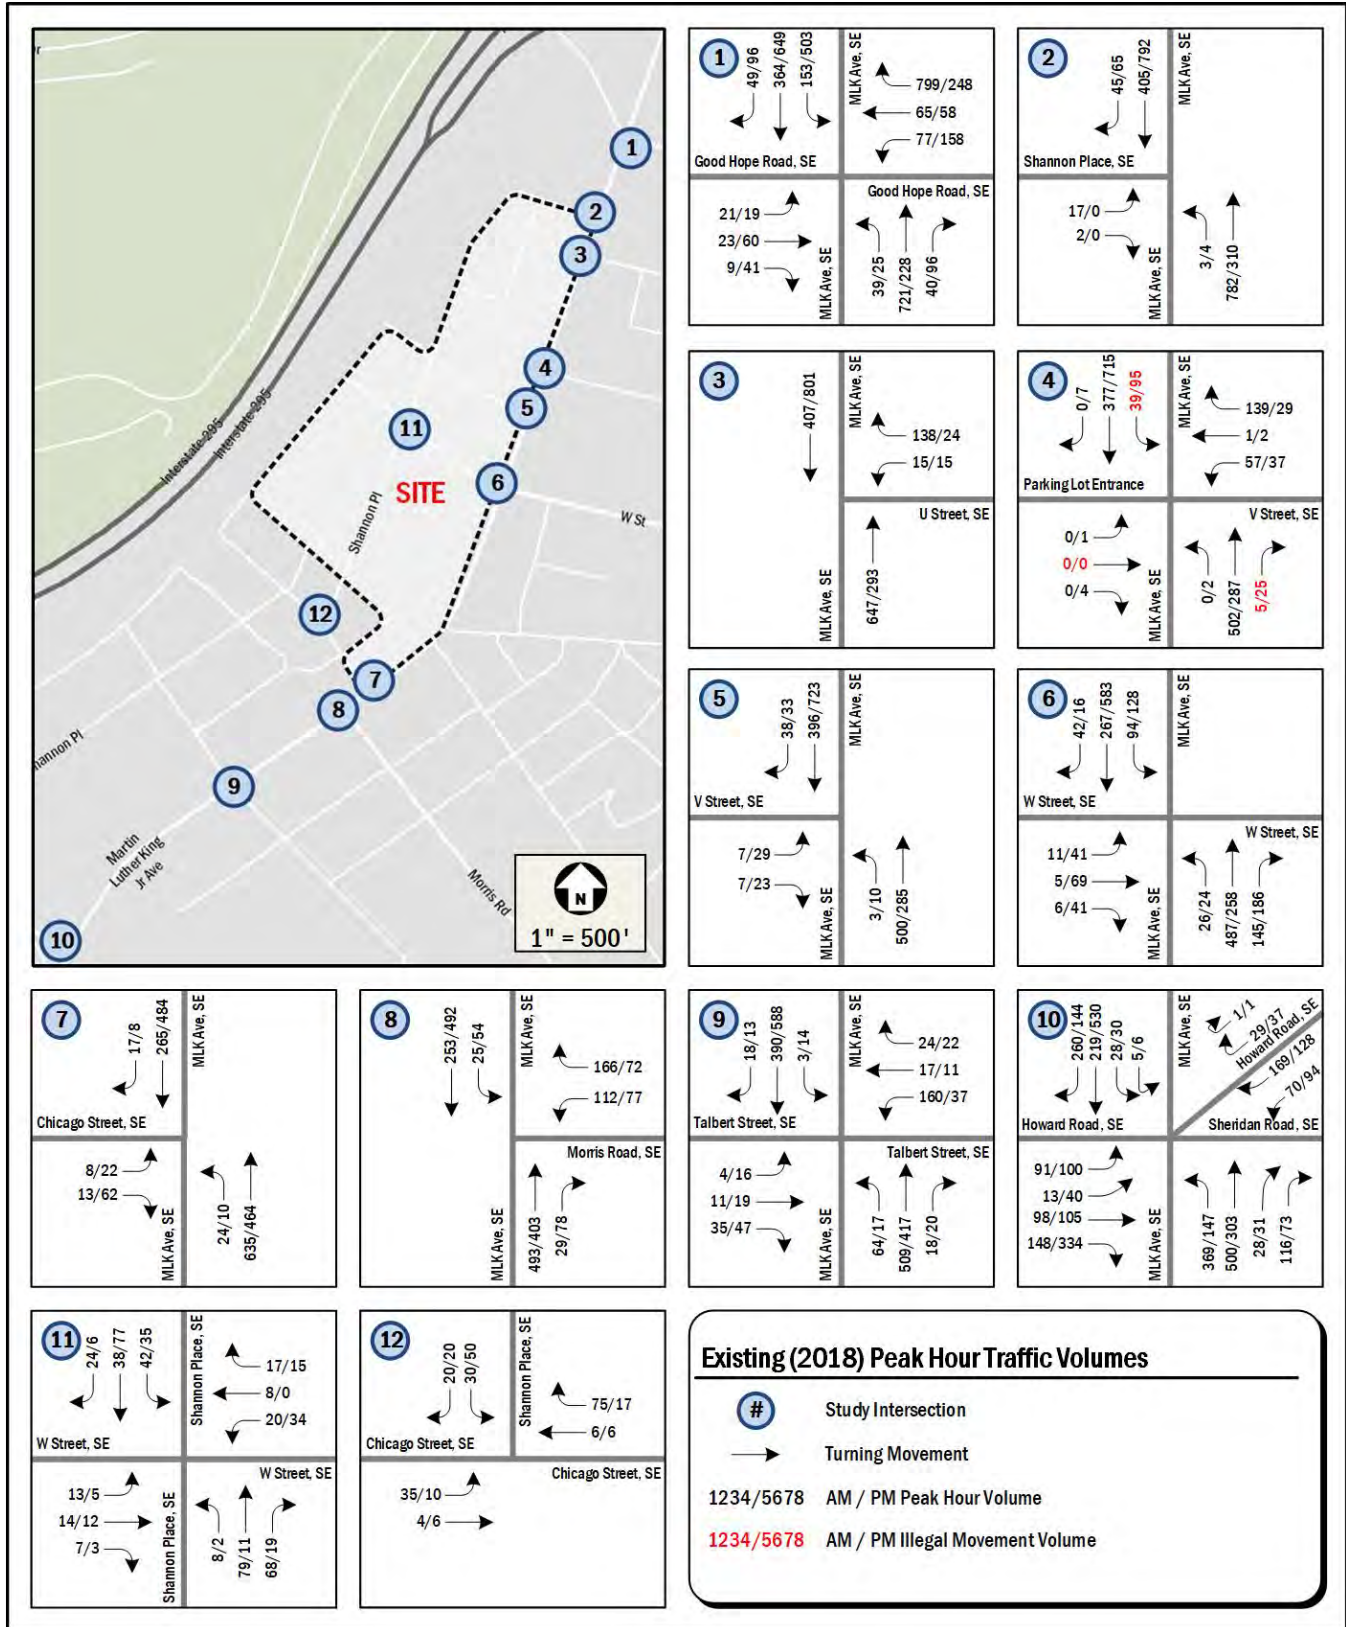 r
1
2
3
4
5
6
7
8
9
10
11
12
Interstate 295
Interstate 295
SITE
Shannon Pl
W St
hannon Pl
Martin
Luther King
Jr Ave
Morris Rd
N
1" = 500'
1
49/96
364/649
153/503
MLK Ave, SE
799/248
65/58
77/158
Good Hope Road, SE
Good Hope Road, SE
21/19
23/60
9/41
MLK Ave, SE
39/25
721/228
40/96
2
45/65
405/792
MLK Ave, SE
Shannon Place, SE
17/0
2/0
MLK Ave, SE
3/4
782/310
3
407/801
MLK Ave, SE
138/24
15/15
U Street, SE
MLK Ave, SE
647/293
4
0/7
377/715
39/95
MLK Ave, SE
139/29
1/2
57/37
Parking Lot Entrance
V Street, SE
0/1
0/0
0/4
MLK Ave, SE
0/2
502/287
5/25
5
38/33
396/723
MLK Ave, SE
V Street, SE
7/29
7/23
MLK Ave, SE
3/10
500/285
6
42/16
267/583
94/128
MLK Ave, SE
W Street, SE
W Street, SE
11/41
5/69
6/41
MLK Ave, SE
26/24
487/258
145/186
7
17/8
265/484
MLK Ave, SE
Chicago Street, SE
8/22
13/62
MLK Ave, SE
24/10
635/464
8
253/492
25/54
MLK Ave, SE
166/72
112/77
Morris Road, SE
MLK Ave, SE
493/403
29/78
9
18/13
390/588
3/14
MLK Ave, SE
24/22
17/11
160/37
Talbert Street, SE
Talbert Street, SE
4/16
11/19
35/47
MLK Ave, SE
64/17
509/417
18/20
10
260/144
219/530
28/30
5/6
MLK Ave, SE
1/1
29/37
Howard Road, SE
169/128
70/94
Howard Road, SE
Sheridan Road, SE
91/100
13/40
98/105
148/334
MLK Ave, SE
369/147
500/303
28/31
116/73
11
24/6
38/77
42/35
Shannon Place, SE
17/15
8/0
20/34
W Street, SE
W Street, SE
13/5
14/12
7/3
Shannon Place, SE
8/2
79/11
68/19
12
20/20
30/50
Shannon Place, SE
75/17
6/6
Chicago Street, SE
Chicago Street, SE
35/10
4/6
Existing (2018) Peak Hour Traffic Volumes
# Study Intersection
Turning Movement
1234/5678 AM / PM Peak Hour Volume
1234/5678 AM / PM Illegal Movement Volume